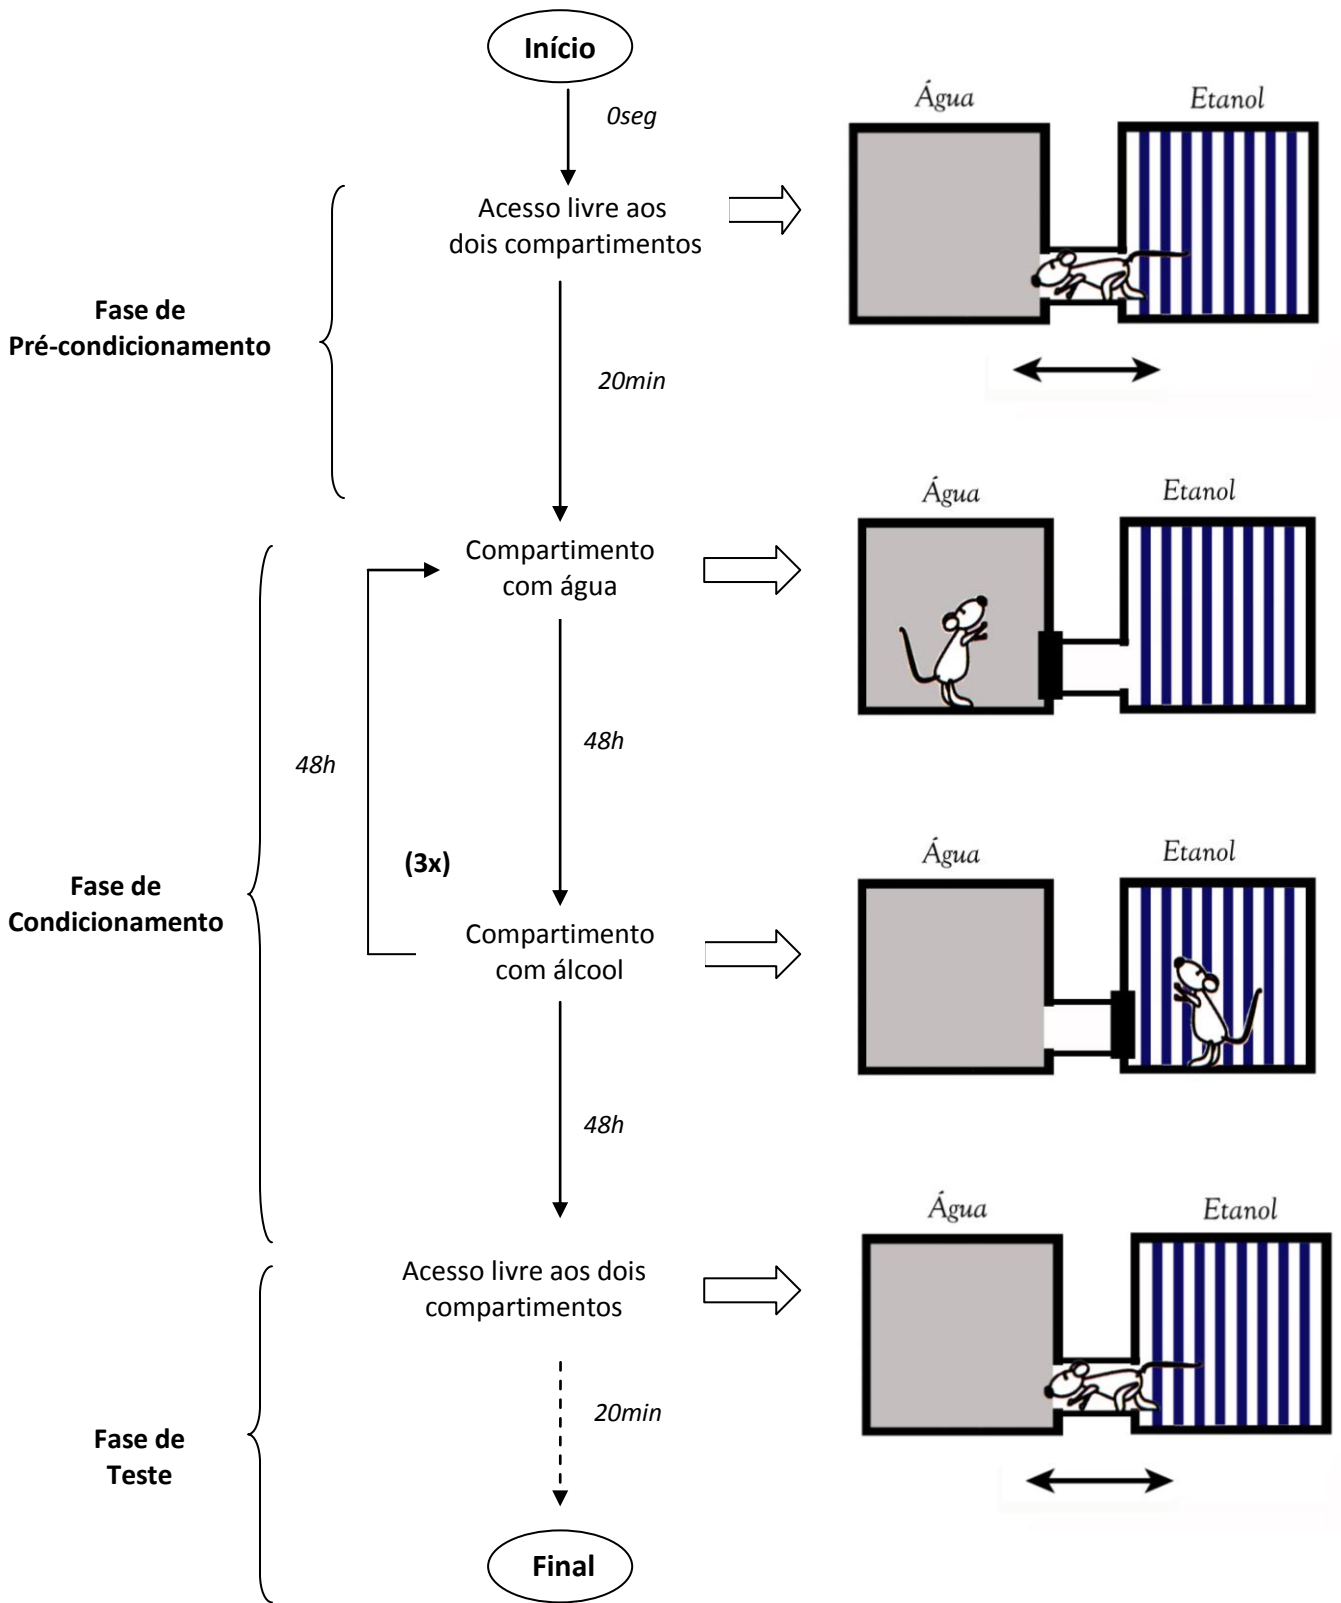 Início
0seg
Água Etanol
Acesso livre aos
dois compartimentos
Fase de
Pré-condicionamento
20min
Água Etanol
Compartimento
com água
48h
48h
(3x)
Água Etanol
Fase de
Condicionamento
Compartimento
com álcool
48h
Água Etanol
Acesso livre aos dois
compartimentos
20min
Fase de
Teste
Final